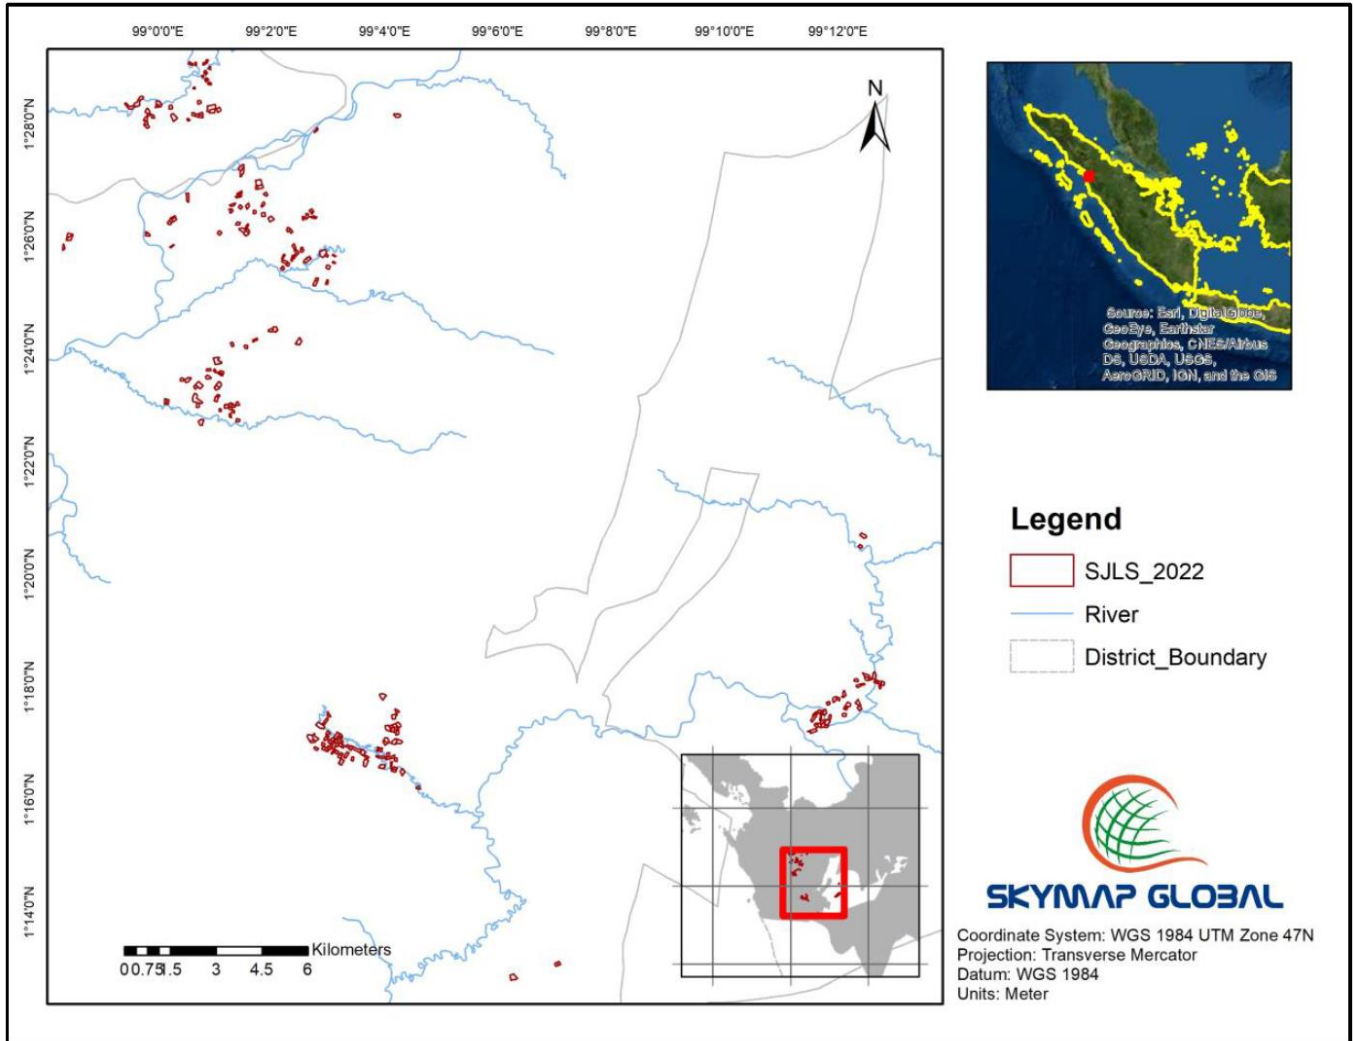 99°0'0"E 99°2'0"E 99°4'0"E 99°6'0"E 99°8'0"E 99°10'0"E 99°12'0"E
1°28'0"N
1°26'0"N
1°24'0"N
1°22'0"N
1°20'0"N
1°18'0"N
1°16'0"N
1°14'0"N
N
Kilometers
0 0.75 1.5 3 4.5 6
Source: Esri, DigitalGlobe,
GeoEye, Earthstar
Geographics, CNES/Airbus
DS, USDA, USGS,
AeroGRID, IGN, and the GIS
Legend
SJLS_2022
River
District_Boundary
SKYMAP GLOBAL
Coordinate System: WGS 1984 UTM Zone 47N
Projection: Transverse Mercator
Datum: WGS 1984
Units: Meter